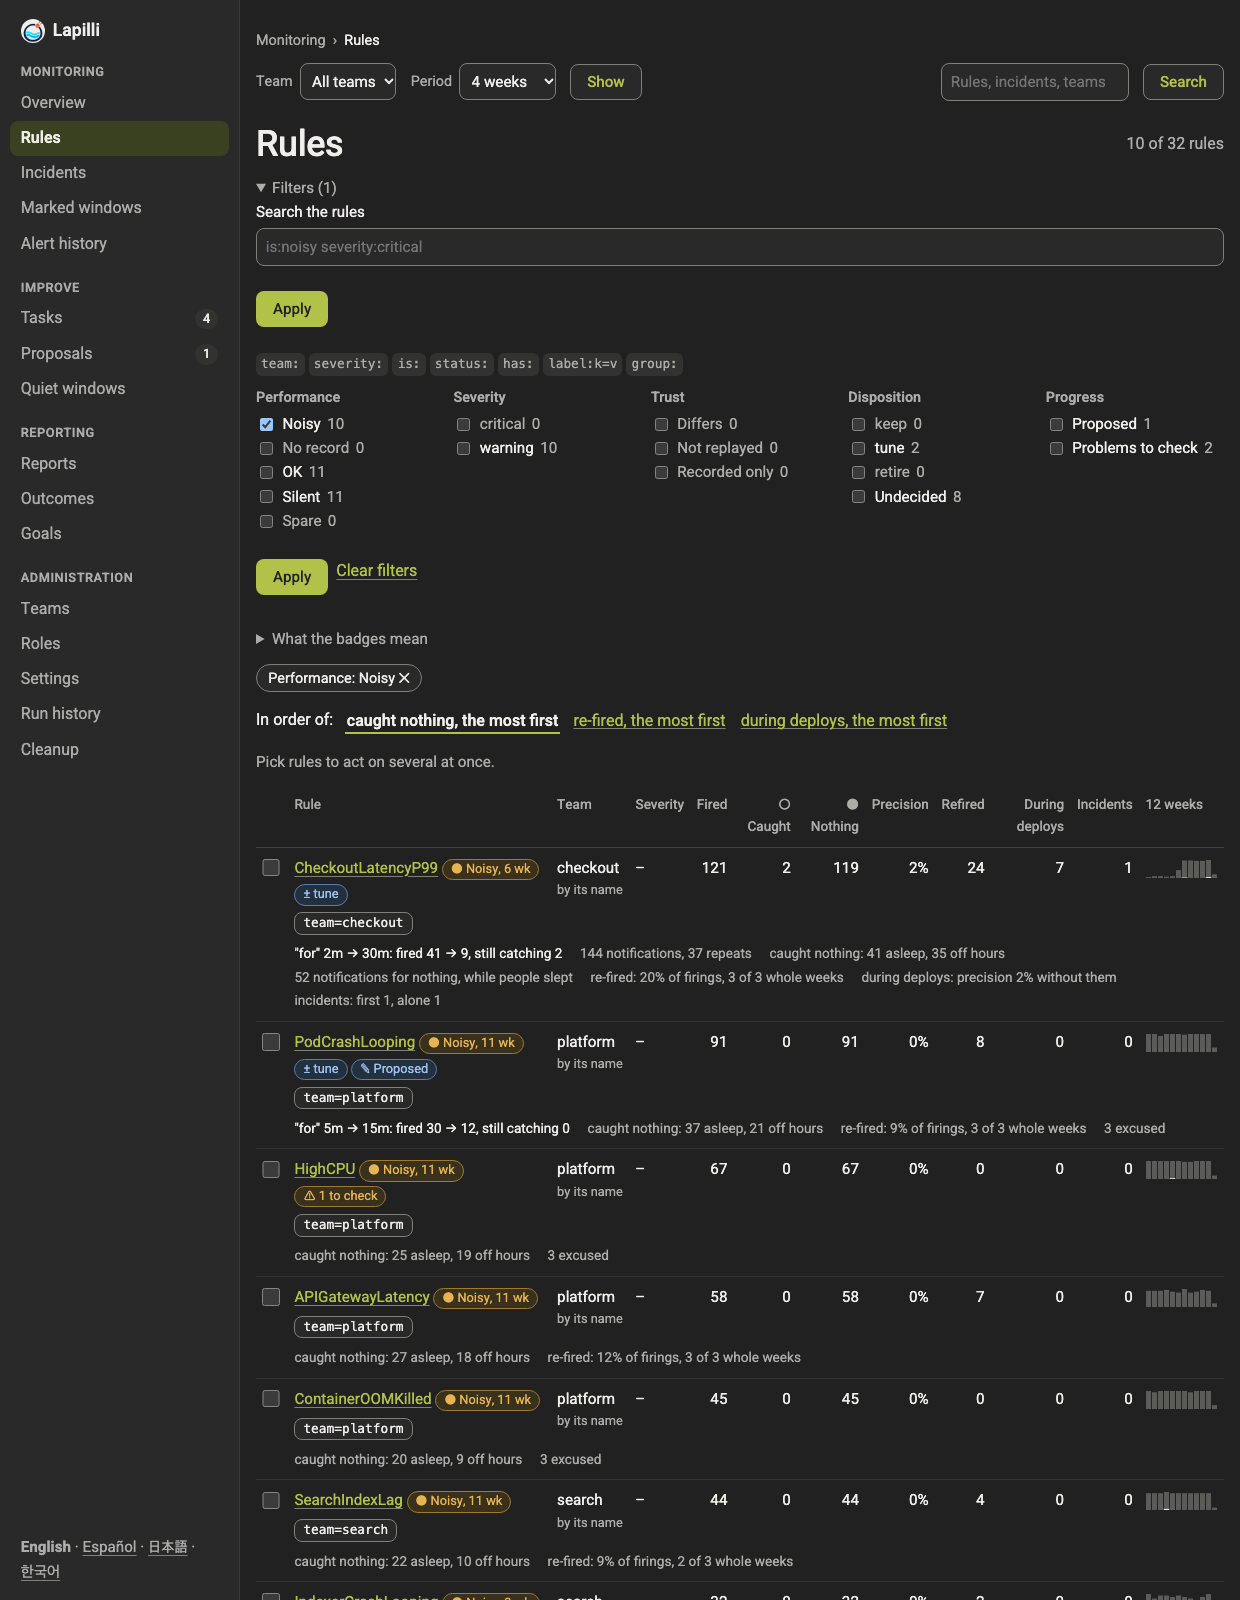 Lapilli
MONITORING
Overview
Rules
Incidents
Marked windows
Alert history
IMPROVE
Tasks 4
Proposals 1
Quiet windows
REPORTING
Reports
Outcomes
Goals
ADMINISTRATION
Teams
Roles
Settings
Run history
Cleanup
English · Español · 日本語 ·
한국어
Monitoring › Rules
Team All teams Period 4 weeks Show Rules, incidents, teams Search
Rules 10 of 32 rules
▼ Filters (1)
Search the rules
is:noisy severity:critical
Apply
team: severity: is: status: has: label:k=v group:
Performance Severity Trust Disposition Progress
Noisy 10 critical 0 Differs 0 keep 0 Proposed 1
No record 0 warning 10 Not replayed 0 tune 2 Problems to check 2
OK 11 Recorded only 0 retire 0
Silent 11 Undecided 8
Spare 0
Apply Clear filters
▶ What the badges mean
Performance: Noisy ✕
In order of: caught nothing, the most first re-fired, the most first during deploys, the most first
Pick rules to act on several at once.
Rule Team Severity Fired ○ Caught ● Nothing Precision Refired During deploys Incidents 12 weeks
CheckoutLatencyP99 ● Noisy, 6 wk checkout – 121 2 119 2% 24 7 1
± tune by its name
team=checkout
"for" 2m → 30m: fired 41 → 9, still catching 2 144 notifications, 37 repeats caught nothing: 41 asleep, 35 off hours
52 notifications for nothing, while people slept re-fired: 20% of firings, 3 of 3 whole weeks during deploys: precision 2% without them
incidents: first 1, alone 1
PodCrashLooping ● Noisy, 11 wk platform – 91 0 91 0% 8 0 0
± tune ✎ Proposed by its name
team=platform
"for" 5m → 15m: fired 30 → 12, still catching 0 caught nothing: 37 asleep, 21 off hours re-fired: 9% of firings, 3 of 3 whole weeks 3 excused
HighCPU ● Noisy, 11 wk platform – 67 0 67 0% 0 0 0
⚠ 1 to check by its name
team=platform
caught nothing: 25 asleep, 19 off hours 3 excused
APIGatewayLatency ● Noisy, 11 wk platform – 58 0 58 0% 7 0 0
team=platform by its name
caught nothing: 27 asleep, 18 off hours re-fired: 12% of firings, 3 of 3 whole weeks
ContainerOOMKilled ● Noisy, 11 wk platform – 45 0 45 0% 0 0 0
team=platform by its name
caught nothing: 20 asleep, 9 off hours 3 excused
SearchIndexLag ● Noisy, 11 wk search – 44 0 44 0% 4 0 0
team=search by its name
caught nothing: 22 asleep, 10 off hours re-fired: 9% of firings, 2 of 3 whole weeks